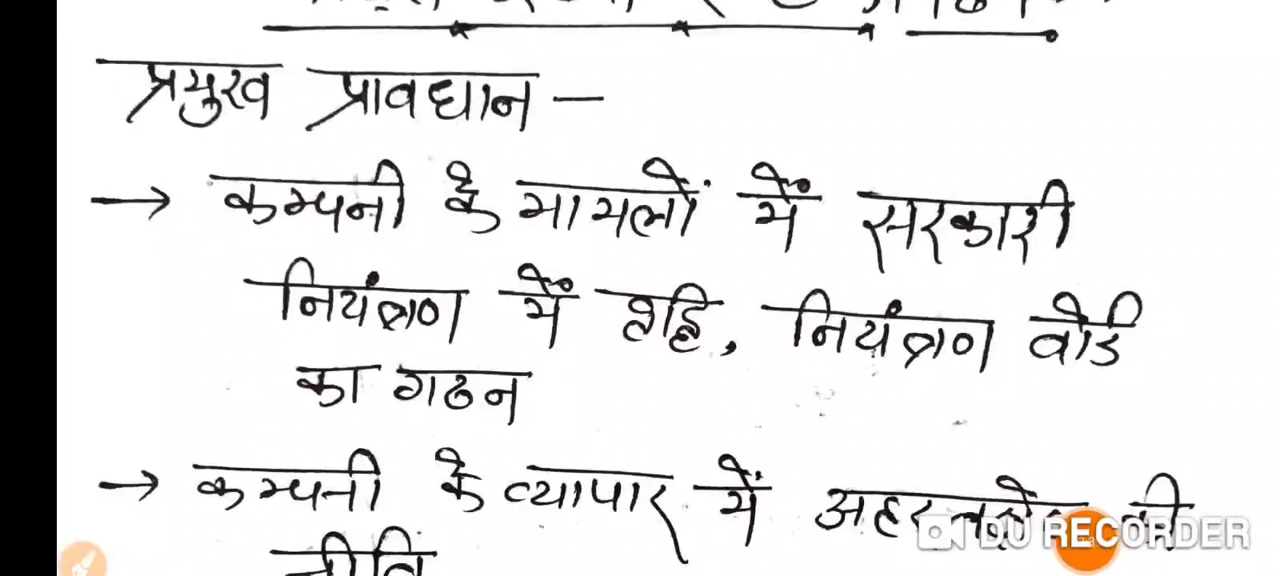 प्रमुख प्रावधान —
→ कम्पनी के मामलों में सरकारी
नियंत्रण में वृद्धि, नियंत्रण बोर्ड
का गठन
→ कम्पनी के व्यापार में की
DU RECORDER
नीति